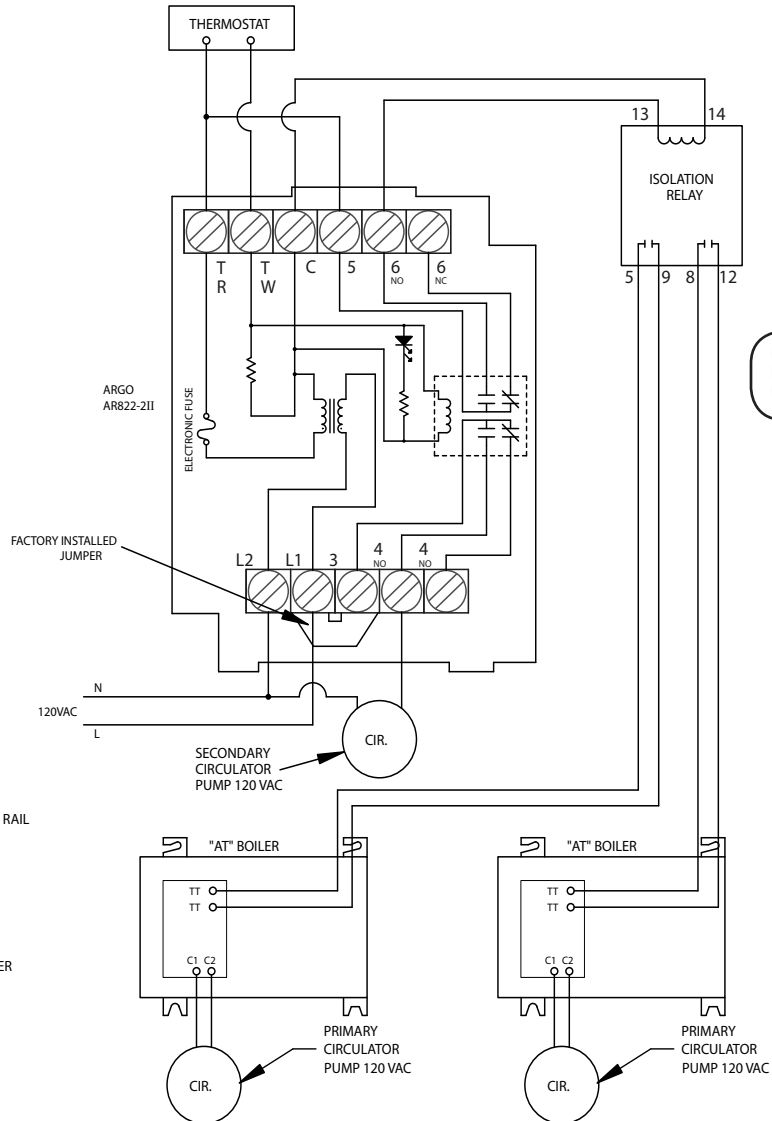 THERMOSTAT
13 14
ISOLATION
RELAY
5 9 8 12
T T C 5 6 6
R W NO NC
ARGO
AR822-2II
ELECTRONIC FUSE
FACTORY INSTALLED
JUMPER
L2 L1 3 4 4
NO NO
N
120VAC
L
CIR.
SECONDARY
CIRCULATOR
PUMP 120 VAC
RAIL
"AT" BOILER
TT
TT
C1 C2
CIR.
PRIMARY
CIRCULATOR
PUMP 120 VAC
"AT" BOILER
TT
TT
C1 C2
CIR.
PRIMARY
CIRCULATOR
PUMP 120 VAC
ER